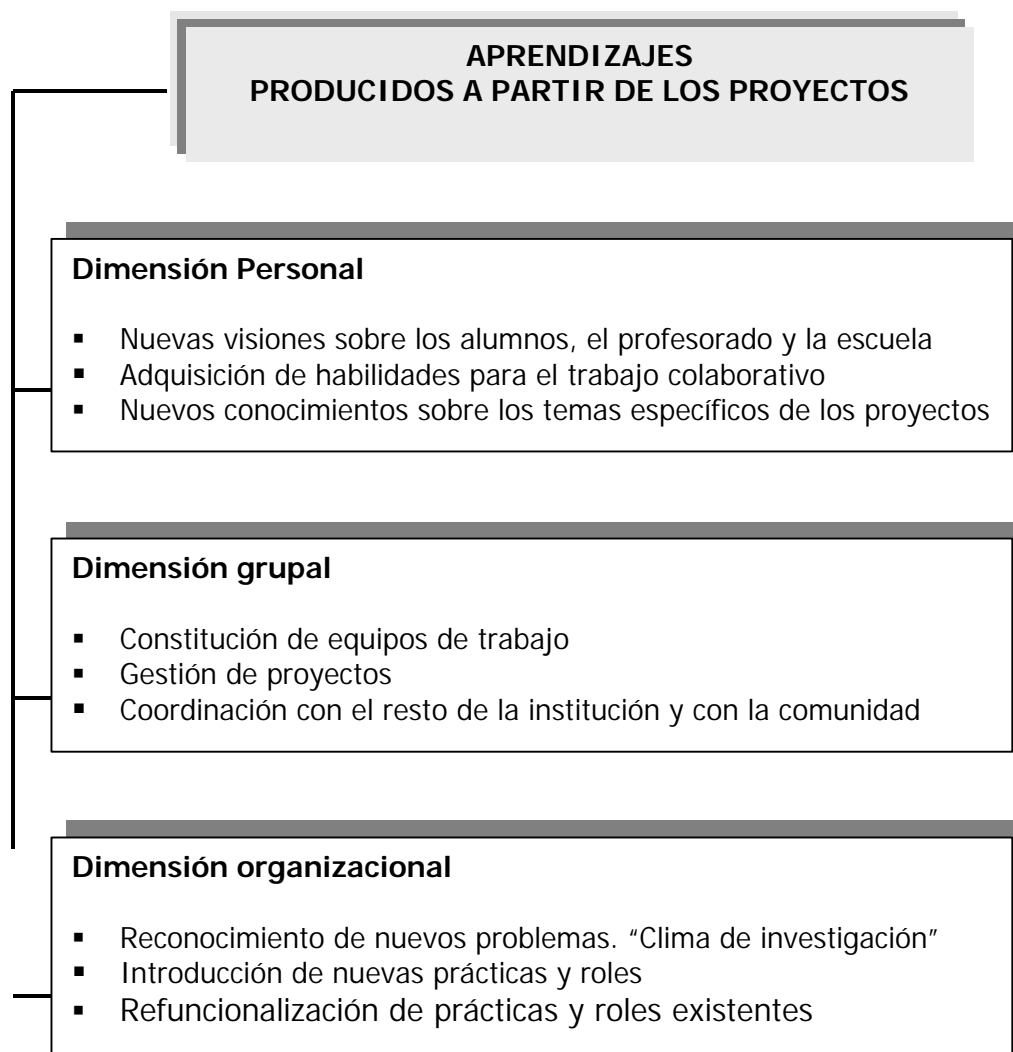 APRENDIZAJES
PRODUCIDOS A PARTIR DE LOS PROYECTOS
Dimensión Personal
▪ Nuevas visiones sobre los alumnos, el profesorado y la escuela
▪ Adquisición de habilidades para el trabajo colaborativo
▪ Nuevos conocimientos sobre los temas específicos de los proyectos
Dimensión grupal
▪ Constitución de equipos de trabajo
▪ Gestión de proyectos
▪ Coordinación con el resto de la institución y con la comunidad
Dimensión organizacional
▪ Reconocimiento de nuevos problemas. “Clima de investigación”
▪ Introducción de nuevas prácticas y roles
▪ Refuncionalización de prácticas y roles existentes